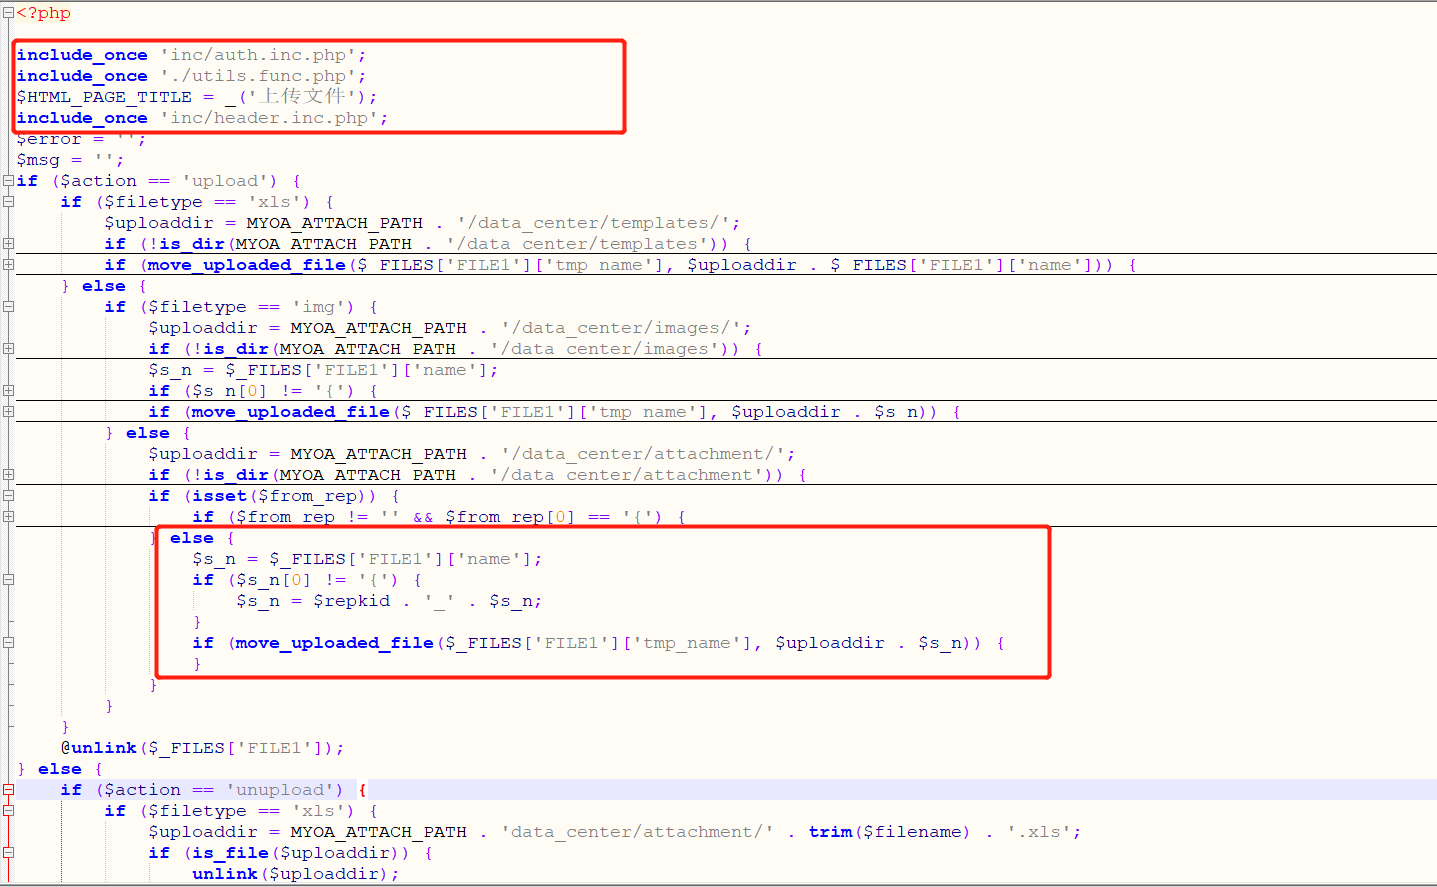 <?php
include_once 'inc/auth.inc.php';
include_once './utils.func.php';
$HTML_PAGE_TITLE = _('上传文件');
include_once 'inc/header.inc.php';
$error = '';
$msg = '';
if ($action == 'upload') {
    if ($filetype == 'xls') {
        $uploaddir = MYOA_ATTACH_PATH . '/data_center/templates/';
        if (!is_dir(MYOA_ATTACH_PATH . '/data_center/templates')) {
        if (move_uploaded_file($_FILES['FILE1']['tmp_name'], $uploaddir . $_FILES['FILE1']['name'])) {
    } else {
        if ($filetype == 'img') {
            $uploaddir = MYOA_ATTACH_PATH . '/data_center/images/';
            if (!is_dir(MYOA_ATTACH_PATH . '/data_center/images')) {
            $s_n = $_FILES['FILE1']['name'];
            if ($s_n[0] != '{') {
            if (move_uploaded_file($_FILES['FILE1']['tmp_name'], $uploaddir . $s_n)) {
        } else {
            $uploaddir = MYOA_ATTACH_PATH . '/data_center/attachment/';
            if (!is_dir(MYOA_ATTACH_PATH . '/data_center/attachment')) {
            if (isset($from_rep)) {
                if ($from_rep != '' && $from_rep[0] == '{') {
            } else {
                $s_n = $_FILES['FILE1']['name'];
                if ($s_n[0] != '{') {
                    $s_n = $repkid . '_' . $s_n;
                }
                if (move_uploaded_file($_FILES['FILE1']['tmp_name'], $uploaddir . $s_n)) {
                }
            }
        }
    }
    @unlink($_FILES['FILE1']);
} else {
    if ($action == 'unupload') {
        if ($filetype == 'xls') {
            $uploaddir = MYOA_ATTACH_PATH . 'data_center/attachment/' . trim($filename) . '.xls';
            if (is_file($uploaddir)) {
                unlink($uploaddir);